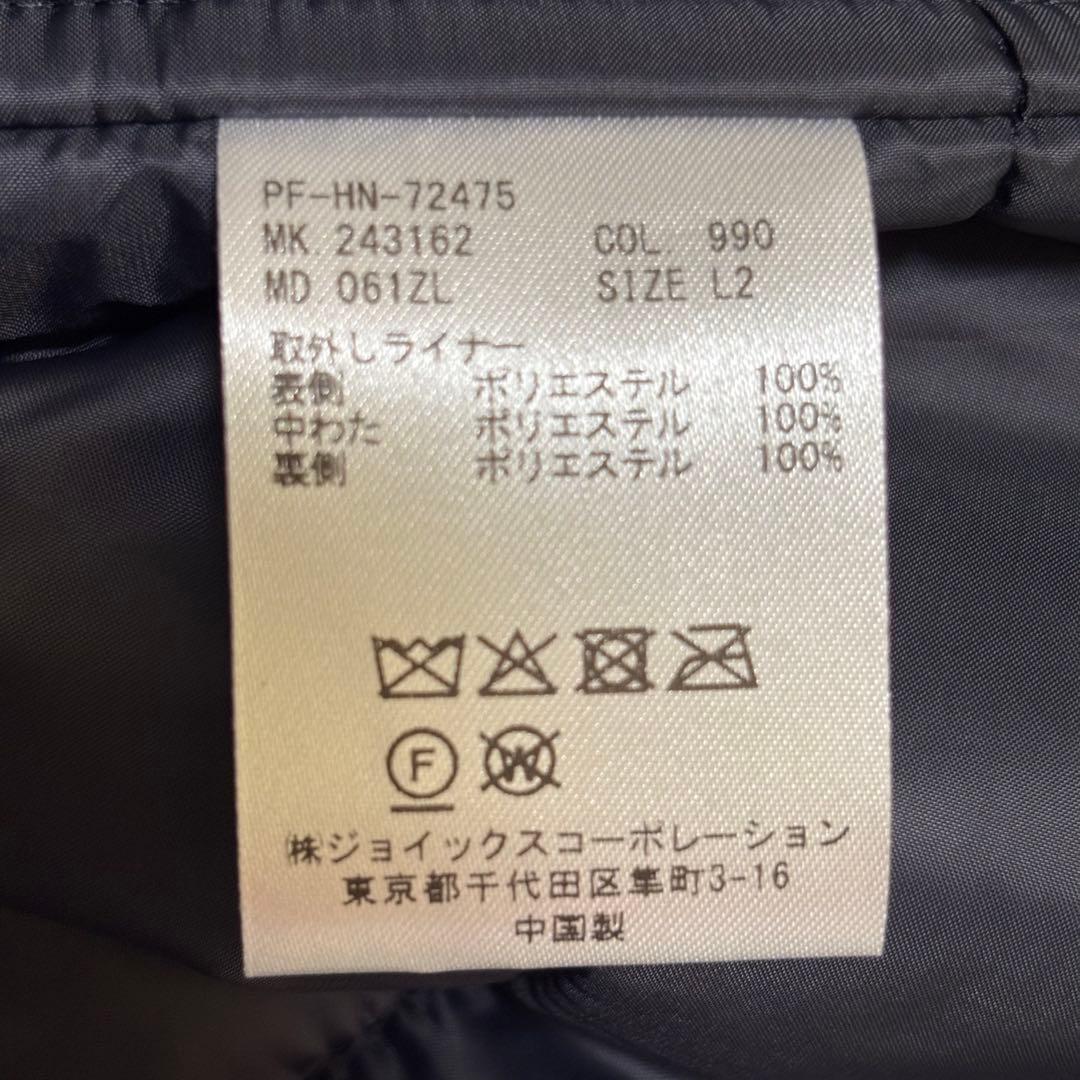 PF-HN-72475
MK. 243162 COL. 990
MD 061ZL SIZE L2
取外しライナー
表側 ポリエステル 100%
中わた ポリエステル 100%
裏側 ポリエステル 100%
F W
㈱ジョイックスコーポレーション
東京都千代田区隼町3-16
中国製